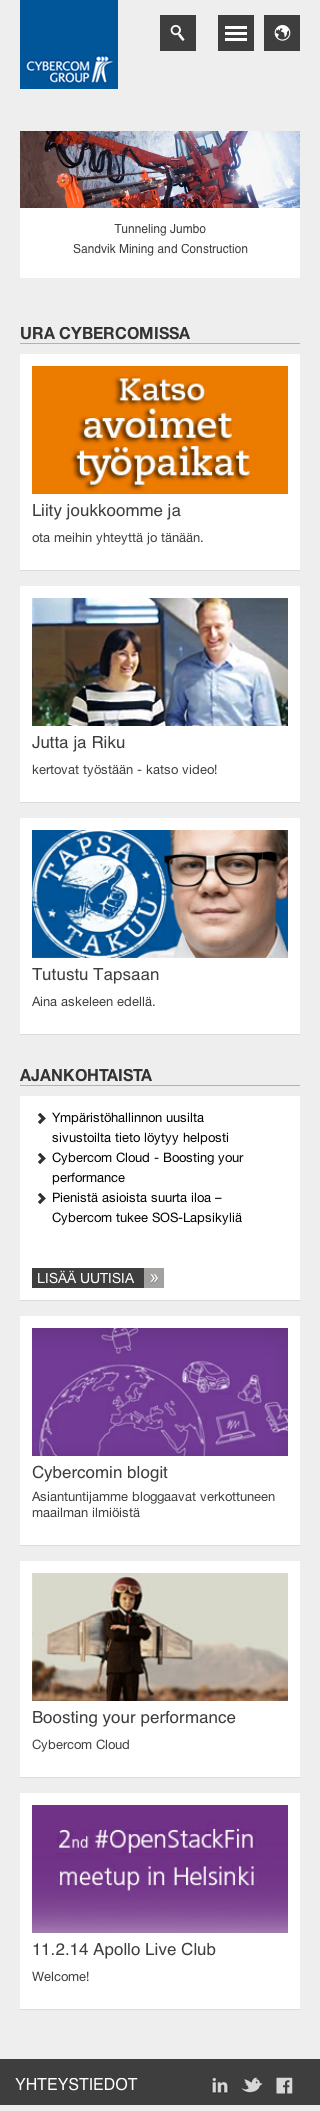 CYBERCOM
GROUP
Tunneling Jumbo
Sandvik Mining and Construction
URA CYBERCOMISSA
Katso
avoimet
työpaikat
Liity joukkoomme ja
ota meihin yhteyttä jo tänään.
Jutta ja Riku
kertovat työstään - katso video!
TAPSA
TAKUU
Tutustu Tapsaan
Aina askeleen edellä.
AJANKOHTAISTA
Ympäristöhallinnon uusilta
sivustoilta tieto löytyy helposti
Cybercom Cloud - Boosting your
performance
Pienistä asioista suurta iloa –
Cybercom tukee SOS-Lapsikyliä
LISÄÄ UUTISIA »
Cybercomin blogit
Asiantuntijamme bloggaavat verkottuneen
maailman ilmiöistä
Boosting your performance
Cybercom Cloud
2nd #OpenStackFin
meetup in Helsinki
11.2.14 Apollo Live Club
Welcome!
YHTEYSTIEDOT